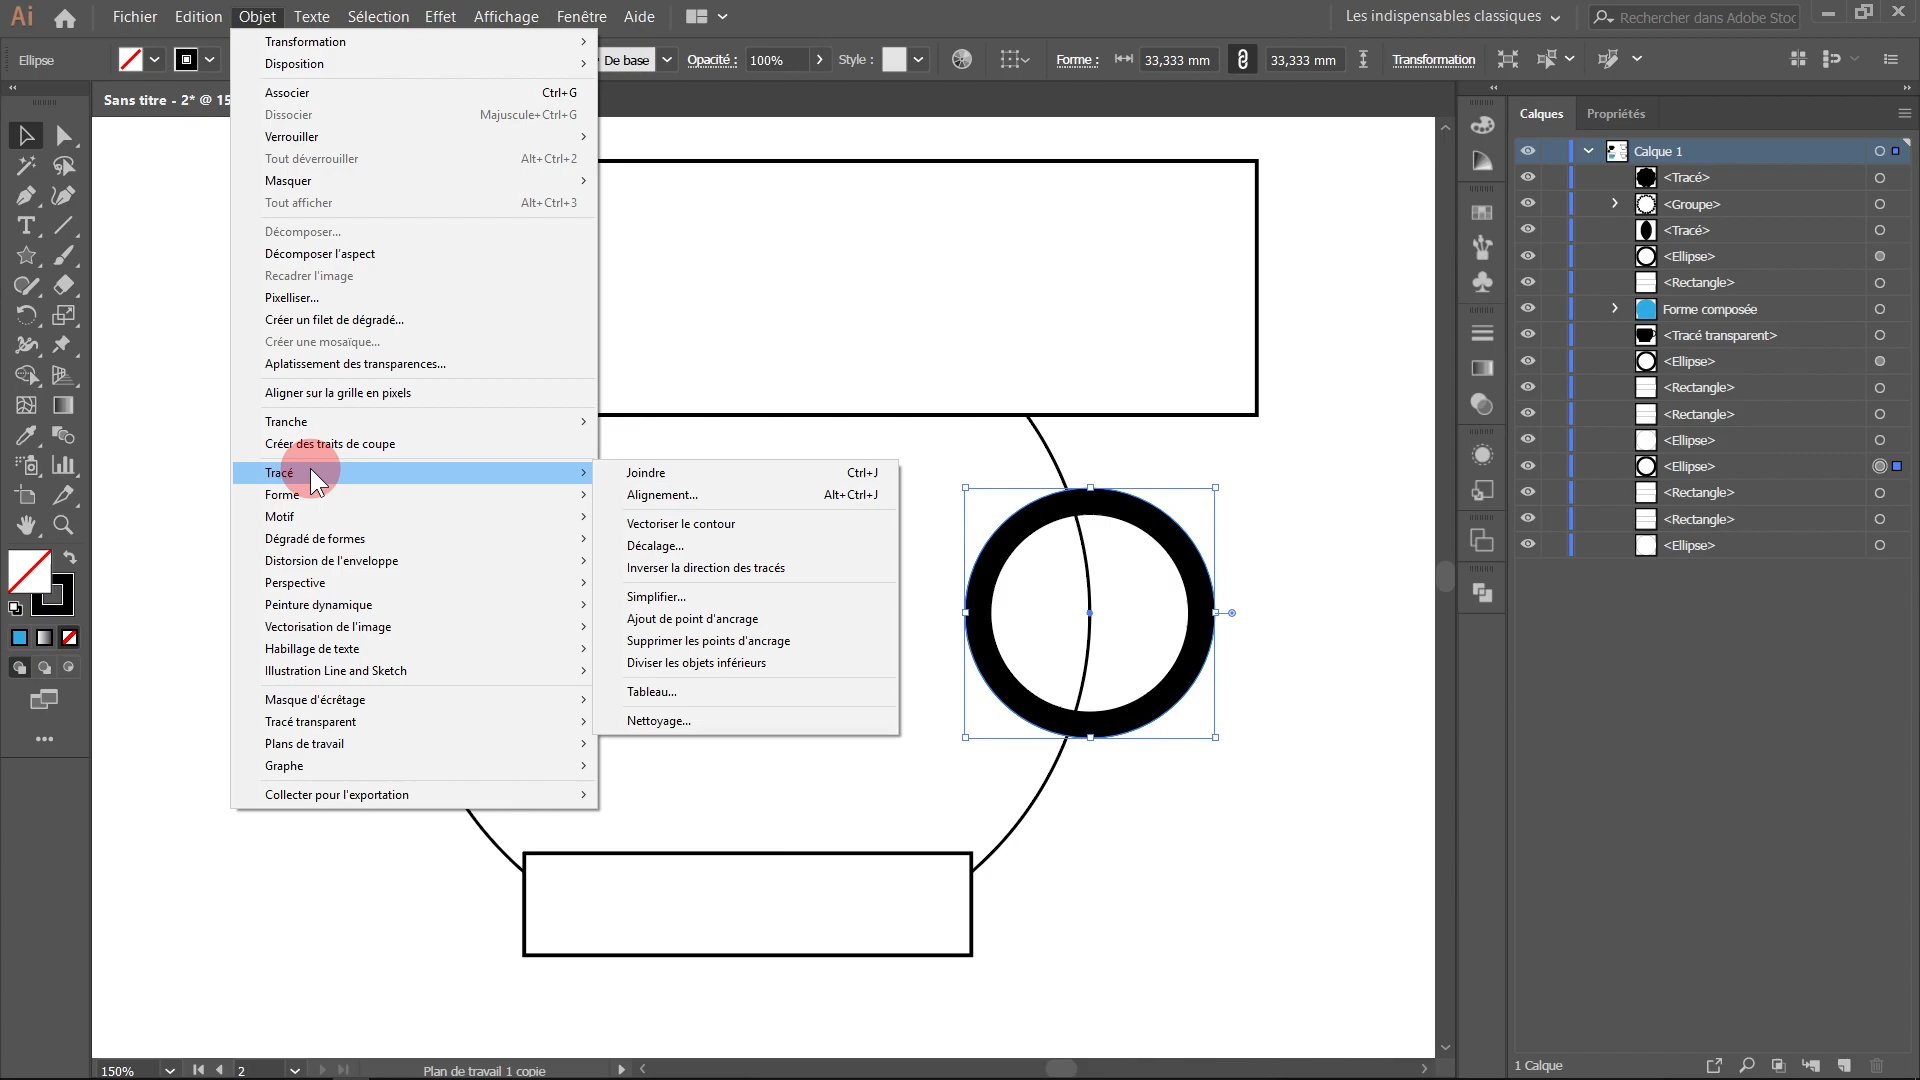 Ai Fichier Edition Objet Texte Sélection Effet Affichage Fenêtre Aide Les indispensables classiques Rechercher dans Adobe Stoc
Ellipse De base Opacité : 100% Style : Forme : 33,333 mm 33,333 mm Transformation
Sans titre - 2* @ 15
Transformation
Disposition
Associer Ctrl+G
Dissocier Majuscule+Ctrl+G
Verrouiller
Tout déverrouiller Alt+Ctrl+2
Masquer
Tout afficher Alt+Ctrl+3
Décomposer...
Décomposer l'aspect
Recadrer l'image
Pixelliser...
Créer un filet de dégradé...
Créer une mosaïque...
Aplatissement des transparences...
Aligner sur la grille en pixels
Tranche
Créer des traits de coupe
Tracé
Forme
Motif
Dégradé de formes
Distorsion de l'enveloppe
Perspective
Peinture dynamique
Vectorisation de l'image
Habillage de texte
Illustration Line and Sketch
Masque d'écrêtage
Tracé transparent
Plans de travail
Graphe
Collecter pour l'exportation
Joindre Ctrl+J
Alignement... Alt+Ctrl+J
Vectoriser le contour
Décalage...
Inverser la direction des tracés
Simplifier...
Ajout de point d'ancrage
Supprimer les points d'ancrage
Diviser les objets inférieurs
Tableau...
Nettoyage...
Calques Propriétés
Calque 1
<Tracé>
<Groupe>
<Tracé>
<Ellipse>
<Rectangle>
Forme composée
<Tracé transparent>
<Ellipse>
<Rectangle>
<Rectangle>
<Ellipse>
<Ellipse>
<Rectangle>
<Rectangle>
<Ellipse>
1 Calque
150% 2 Plan de travail 1 copie